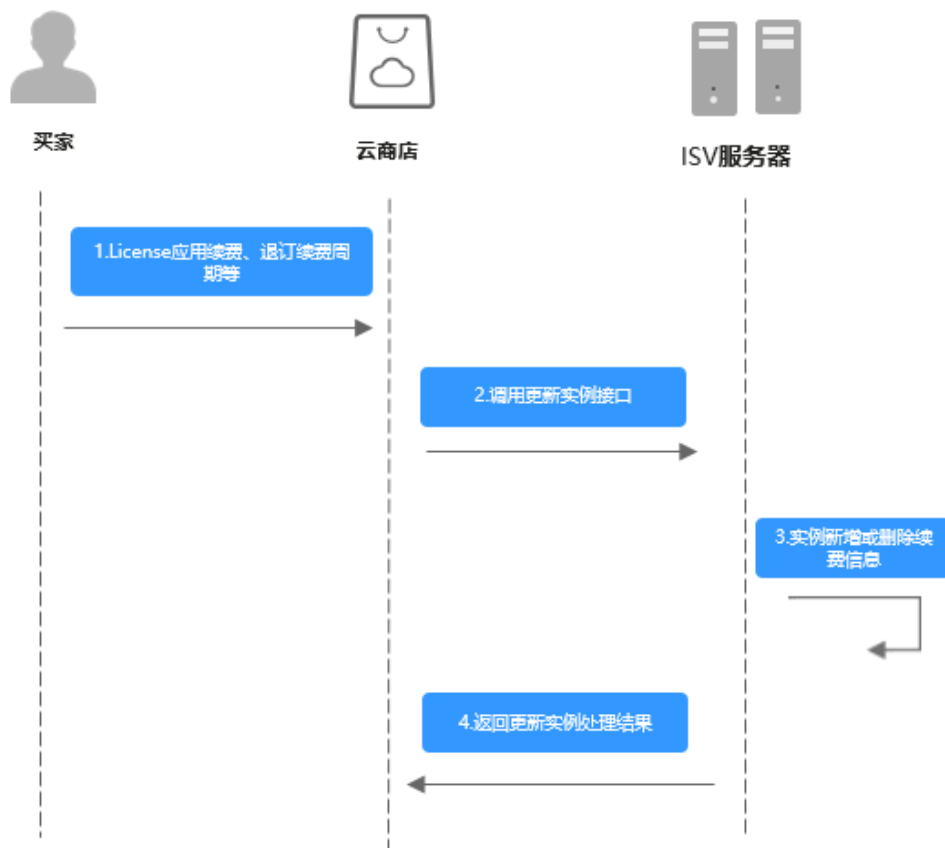 买家
云商店
ISV服务器
1.License应用续费、退订续费周
期等
2.调用更新实例接口
3.实例新增或删除续
费信息
4.返回更新实例处理结果